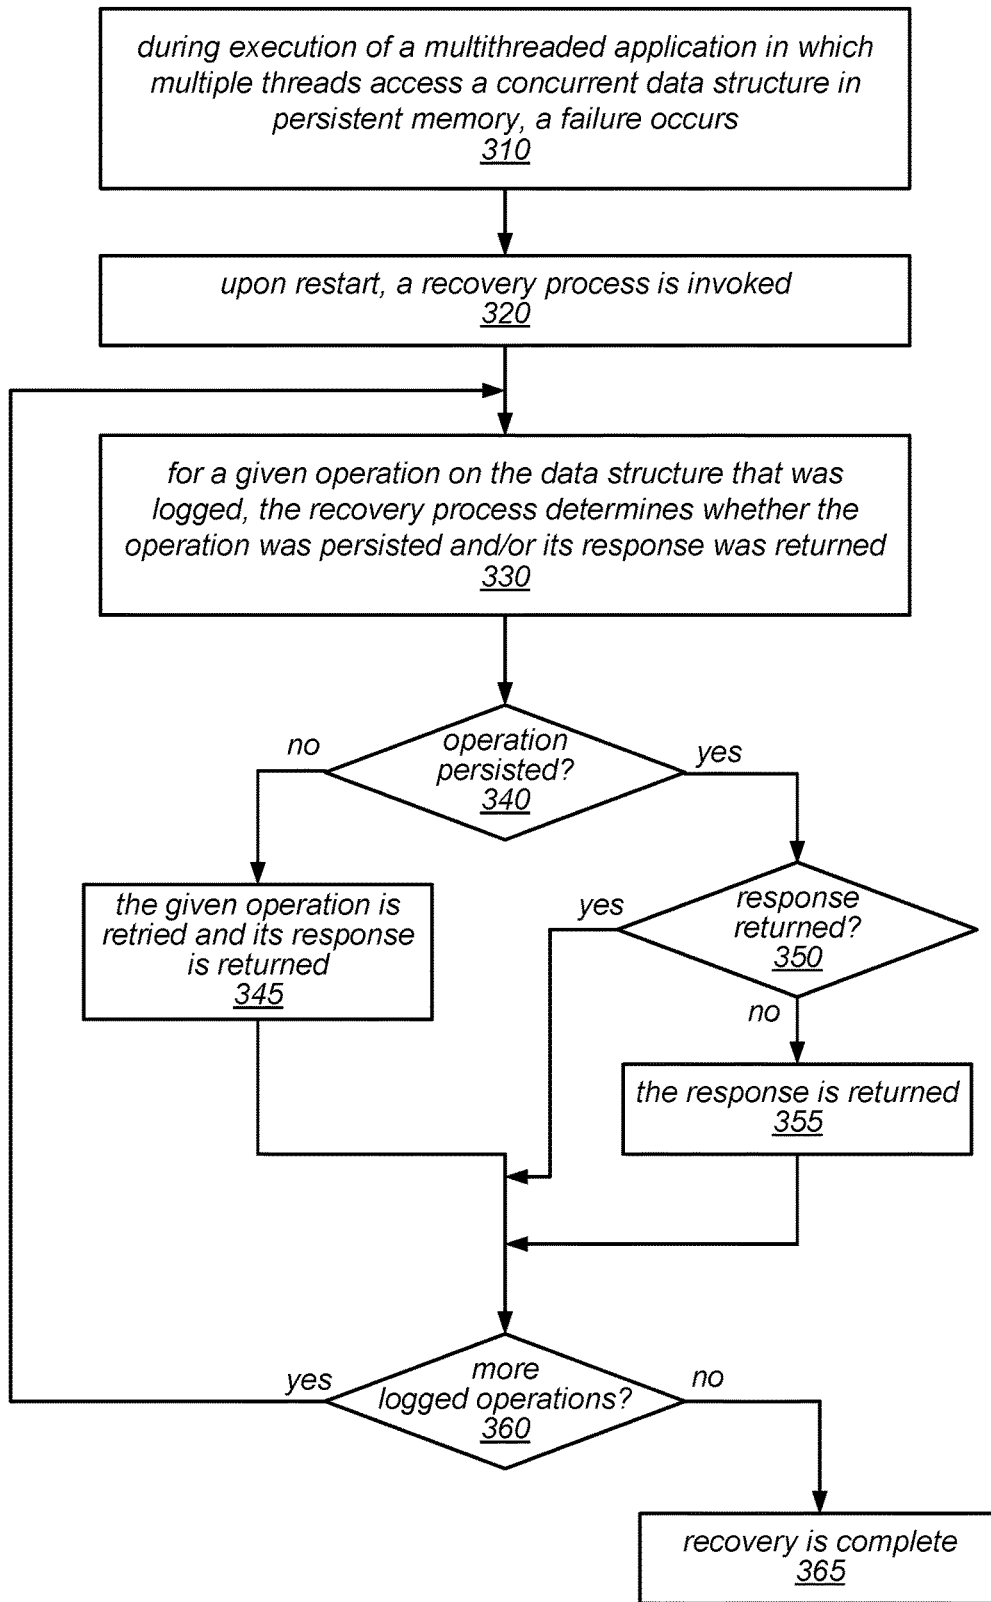 during execution of a multithreaded application in which
multiple threads access a concurrent data structure in
persistent memory, a failure occurs
310
upon restart, a recovery process is invoked
320
for a given operation on the data structure that was
logged, the recovery process determines whether the
operation was persisted and/or its response was returned
330
operation
persisted?
340
no
yes
the given operation is
retried and its response
is returned
345
response
returned?
350
yes
no
the response is returned
355
more
logged operations?
360
yes
no
recovery is complete
365